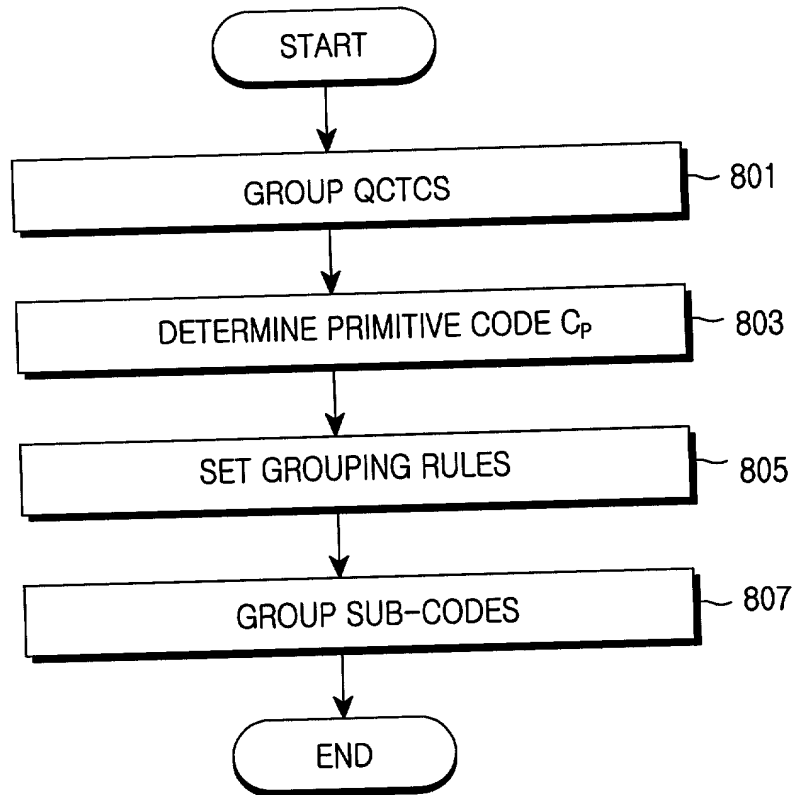 START
GROUP QCTCS
801
DETERMINE PRIMITIVE CODE CP
803
SET GROUPING RULES
805
GROUP SUB-CODES
807
END